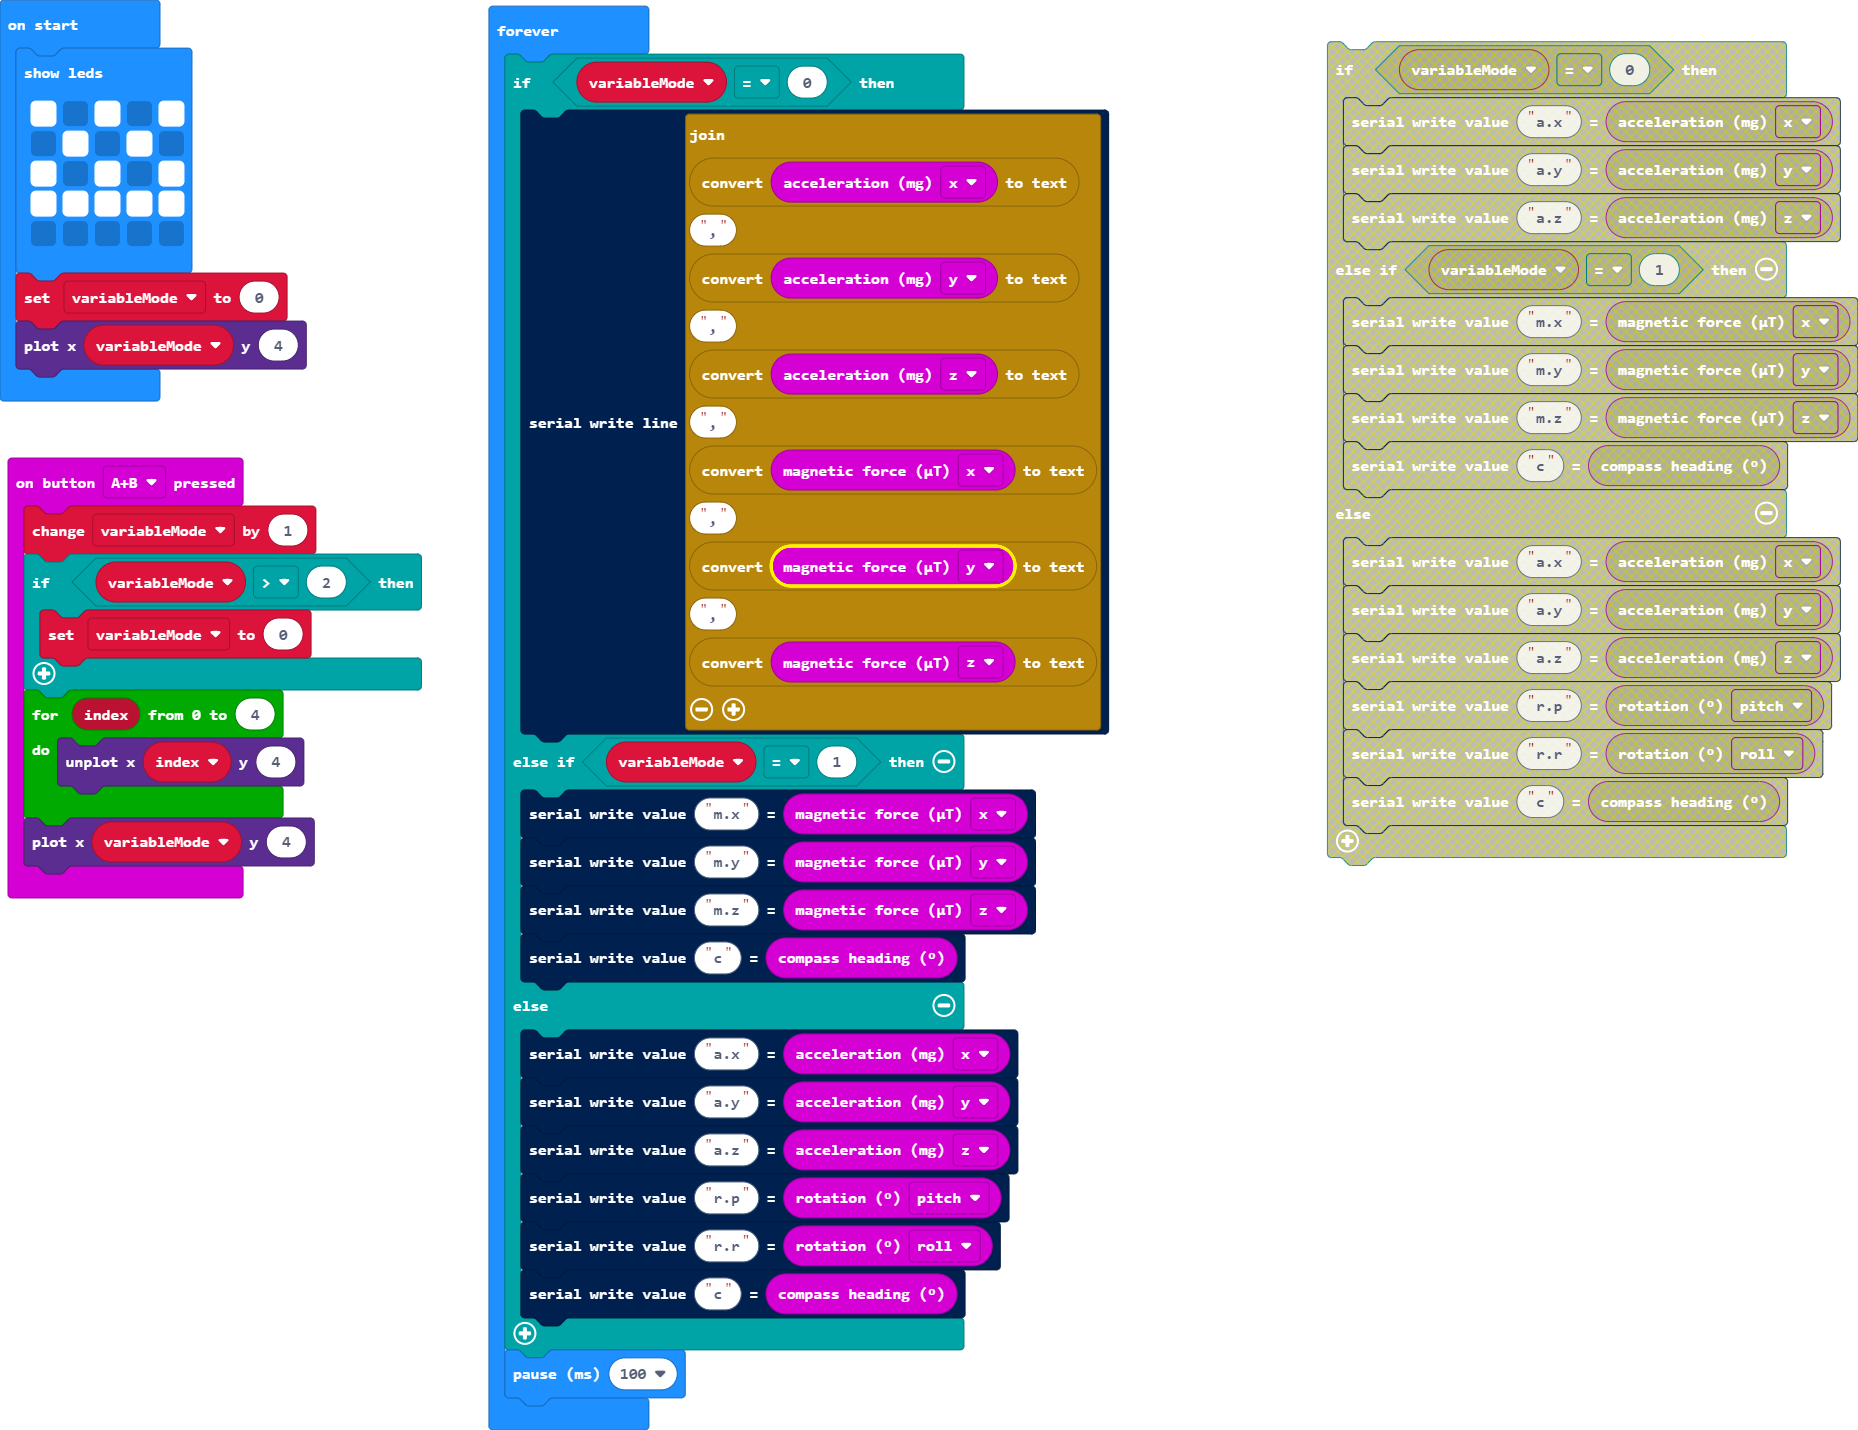 on start
show leds
set variableMode to 0
plot x variableMode y 4
on button A+B pressed
change variableMode by 1
if variableMode > 2 then
set variableMode to 0
for index from 0 to 4
do unplot x index y 4
plot x variableMode y 4
forever
if variableMode = 0 then
serial write line join
convert acceleration (mg) x to text
","
convert acceleration (mg) y to text
","
convert acceleration (mg) z to text
","
convert magnetic force (µT) x to text
","
convert magnetic force (µT) y to text
","
convert magnetic force (µT) z to text
else if variableMode = 1 then
serial write value "m.x" = magnetic force (µT) x
serial write value "m.y" = magnetic force (µT) y
serial write value "m.z" = magnetic force (µT) z
serial write value "c" = compass heading (º)
else
serial write value "a.x" = acceleration (mg) x
serial write value "a.y" = acceleration (mg) y
serial write value "a.z" = acceleration (mg) z
serial write value "r.p" = rotation (º) pitch
serial write value "r.r" = rotation (º) roll
serial write value "c" = compass heading (º)
pause (ms) 100
if variableMode = 0 then
serial write value "a.x" = acceleration (mg) x
serial write value "a.y" = acceleration (mg) y
serial write value "a.z" = acceleration (mg) z
else if variableMode = 1 then
serial write value "m.x" = magnetic force (µT) x
serial write value "m.y" = magnetic force (µT) y
serial write value "m.z" = magnetic force (µT) z
serial write value "c" = compass heading (º)
else
serial write value "a.x" = acceleration (mg) x
serial write value "a.y" = acceleration (mg) y
serial write value "a.z" = acceleration (mg) z
serial write value "r.p" = rotation (º) pitch
serial write value "r.r" = rotation (º) roll
serial write value "c" = compass heading (º)